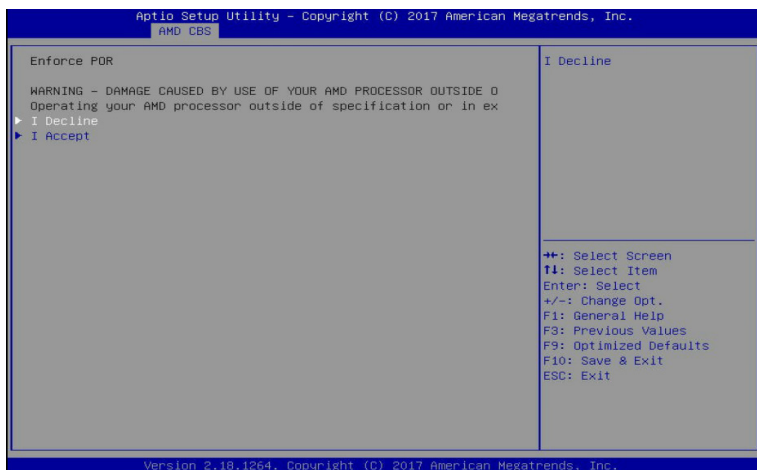 Aptio Setup Utility – Copyright (C) 2017 American Megatrends, Inc.
AMD CBS
Enforce POR
WARNING – DAMAGE CAUSED BY USE OF YOUR AMD PROCESSOR OUTSIDE O
Operating your AMD processor outside of specification or in ex
I Decline
I Accept
I Decline
→←: Select Screen
↑↓: Select Item
Enter: Select
+/-: Change Opt.
F1: General Help
F3: Previous Values
F9: Optimized Defaults
F10: Save & Exit
ESC: Exit
Version 2.18.1264. Copyright (C) 2017 American Megatrends, Inc.